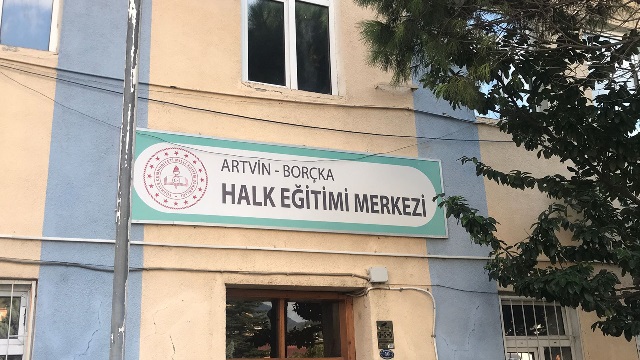 ARTVİN - BORÇKA
HALK EĞİTİMİ MERKEZİ